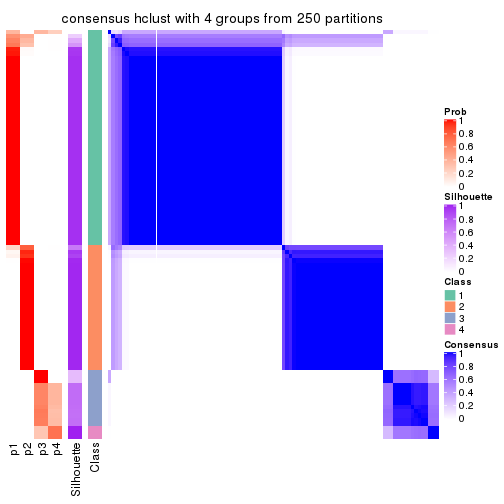 consensus hclust with 4 groups from 250 partitions
Prob
1
0.8
0.6
0.4
0.2
0
Silhouette
1
0.8
0.6
0.4
0.2
0
Class
1
2
3
4
Consensus
1
0.8
0.6
0.4
0.2
0
p1
p2
p3
p4
Silhouette
Class